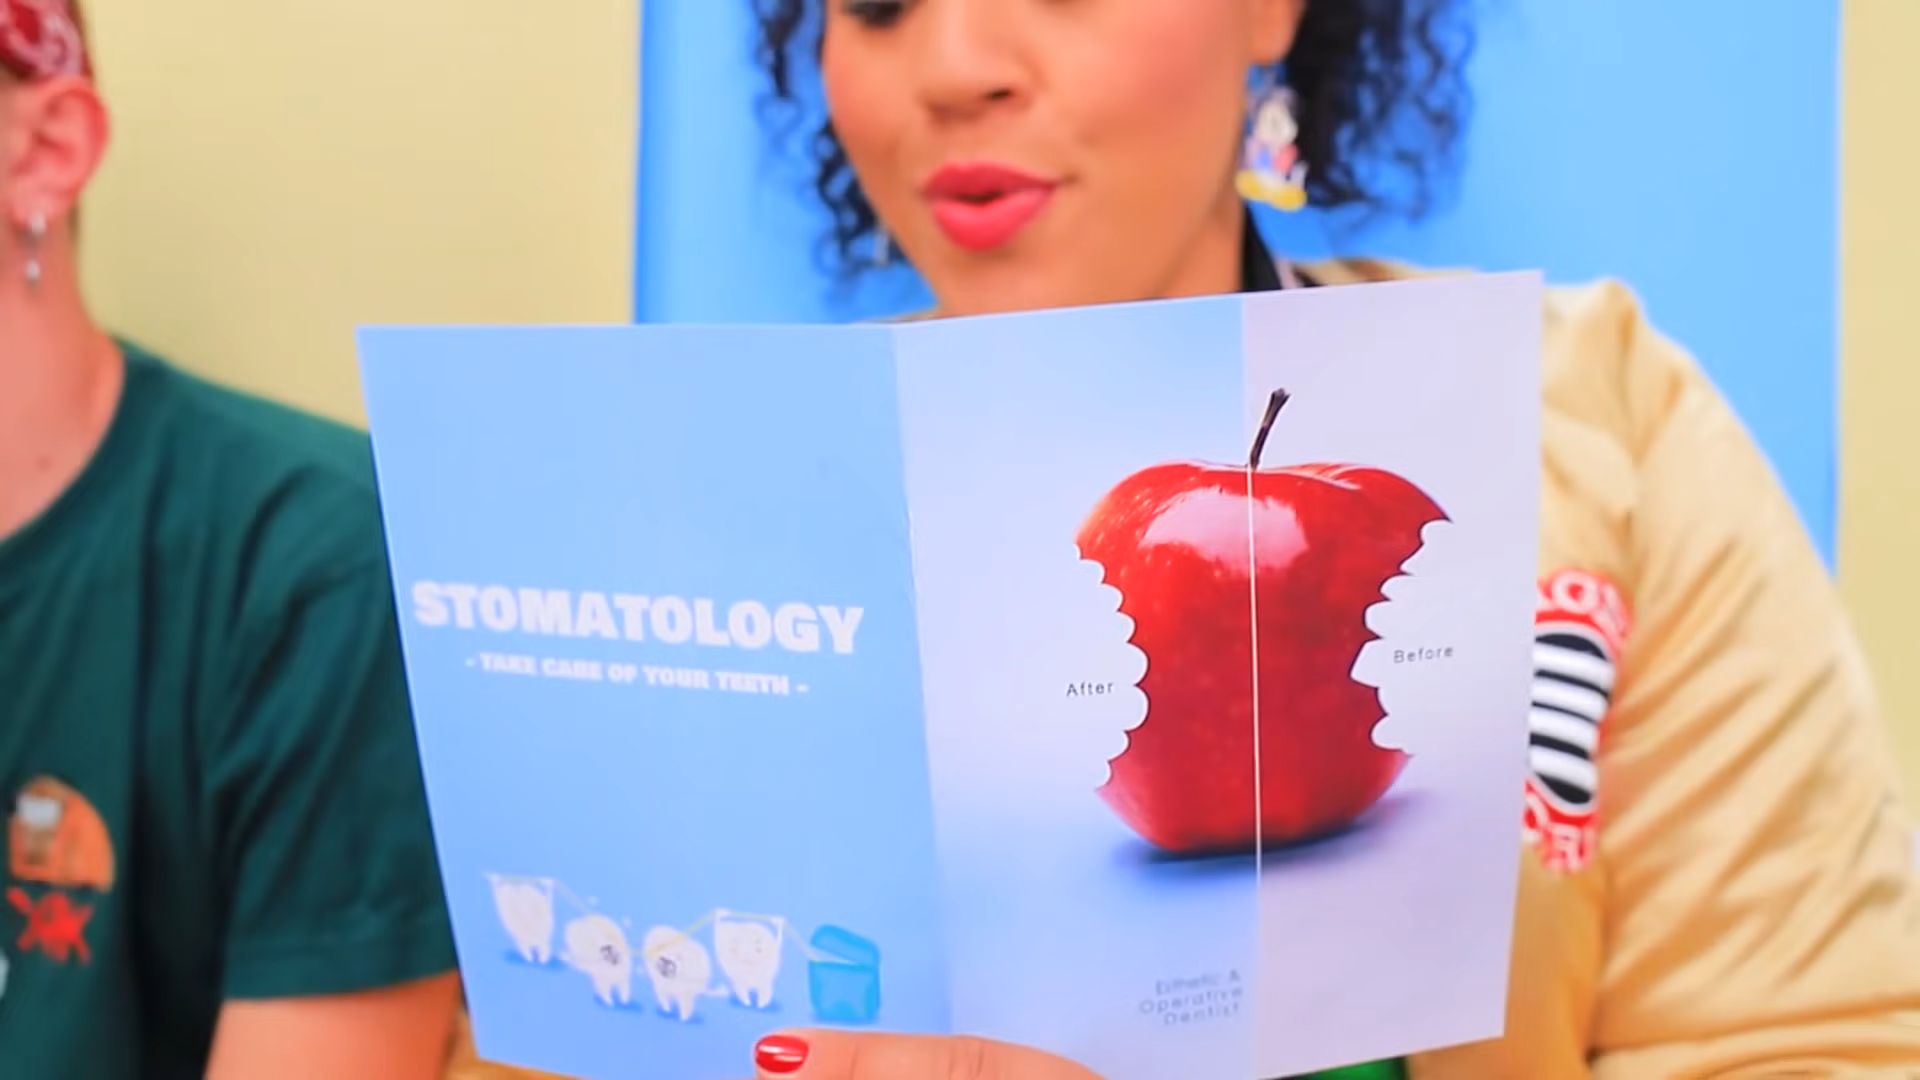 STOMATOLOGY
- TAKE CARE OF YOUR TEETH -
After
Before
Esthetic &
Operative
Dentist